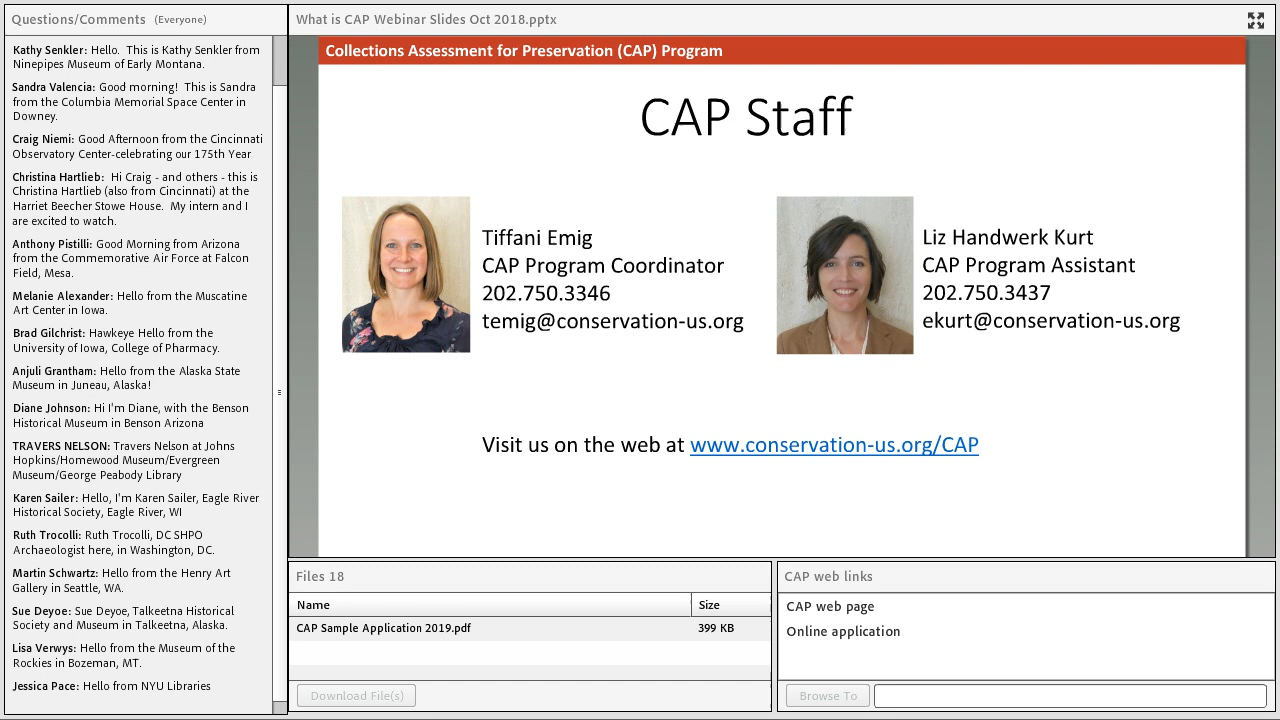 Questions/Comments (Everyone)
Kathy Senkler: Hello.  This is Kathy Senkler from
Ninepipes Museum of Early Montana.
Sandra Valencia: Good morning!  This is Sandra
from the Columbia Memorial Space Center in
Downey.
Craig Niemi: Good Afternoon from the Cincinnati
Observatory Center-celebrating our 175th Year
Christina Hartlieb:  Hi Craig - and others - this is
Christina Hartlieb (also from Cincinnati) at the
Harriet Beecher Stowe House.  My intern and I
are excited to watch.
Anthony Pistilli: Good Morning from Arizona
from the Commemorative Air Force at Falcon
Field, Mesa.
Melanie Alexander: Hello from the Muscatine
Art Center in Iowa.
Brad Gilchrist: Hawkeye Hello from the
University of Iowa, College of Pharmacy.
Anjuli Grantham: Hello from the Alaska State
Museum in Juneau, Alaska!
Diane Johnson: Hi I'm Diane, with the Benson
Historical Museum in Benson Arizona
TRAVERS NELSON: Travers Nelson at Johns
Hopkins/Homewood Museum/Evergreen
Museum/George Peabody Library
Karen Sailer: Hello, I'm Karen Sailer, Eagle River
Historical Society, Eagle River, WI
Ruth Trocolli: Ruth Trocolli, DC SHPO
Archaeologist here, in Washington, DC.
Martin Schwartz: Hello from the Henry Art
Gallery in Seattle, WA.
Sue Deyoe: Sue Deyoe, Talkeetna Historical
Society and Museum in Talkeetna, Alaska.
Lisa Verwys: Hello from the Museum of the
Rockies in Bozeman, MT.
Jessica Pace: Hello from NYU Libraries
What is CAP Webinar Slides Oct 2018.pptx
Collections Assessment for Preservation (CAP) Program
CAP Staff
Tiffani Emig
CAP Program Coordinator
202.750.3346
temig@conservation-us.org
Liz Handwerk Kurt
CAP Program Assistant
202.750.3437
ekurt@conservation-us.org
Visit us on the web at www.conservation-us.org/CAP
Files 18
Name Size
CAP Sample Application 2019.pdf 399 KB
Download File(s)
CAP web links
CAP web page
Online application
Browse To